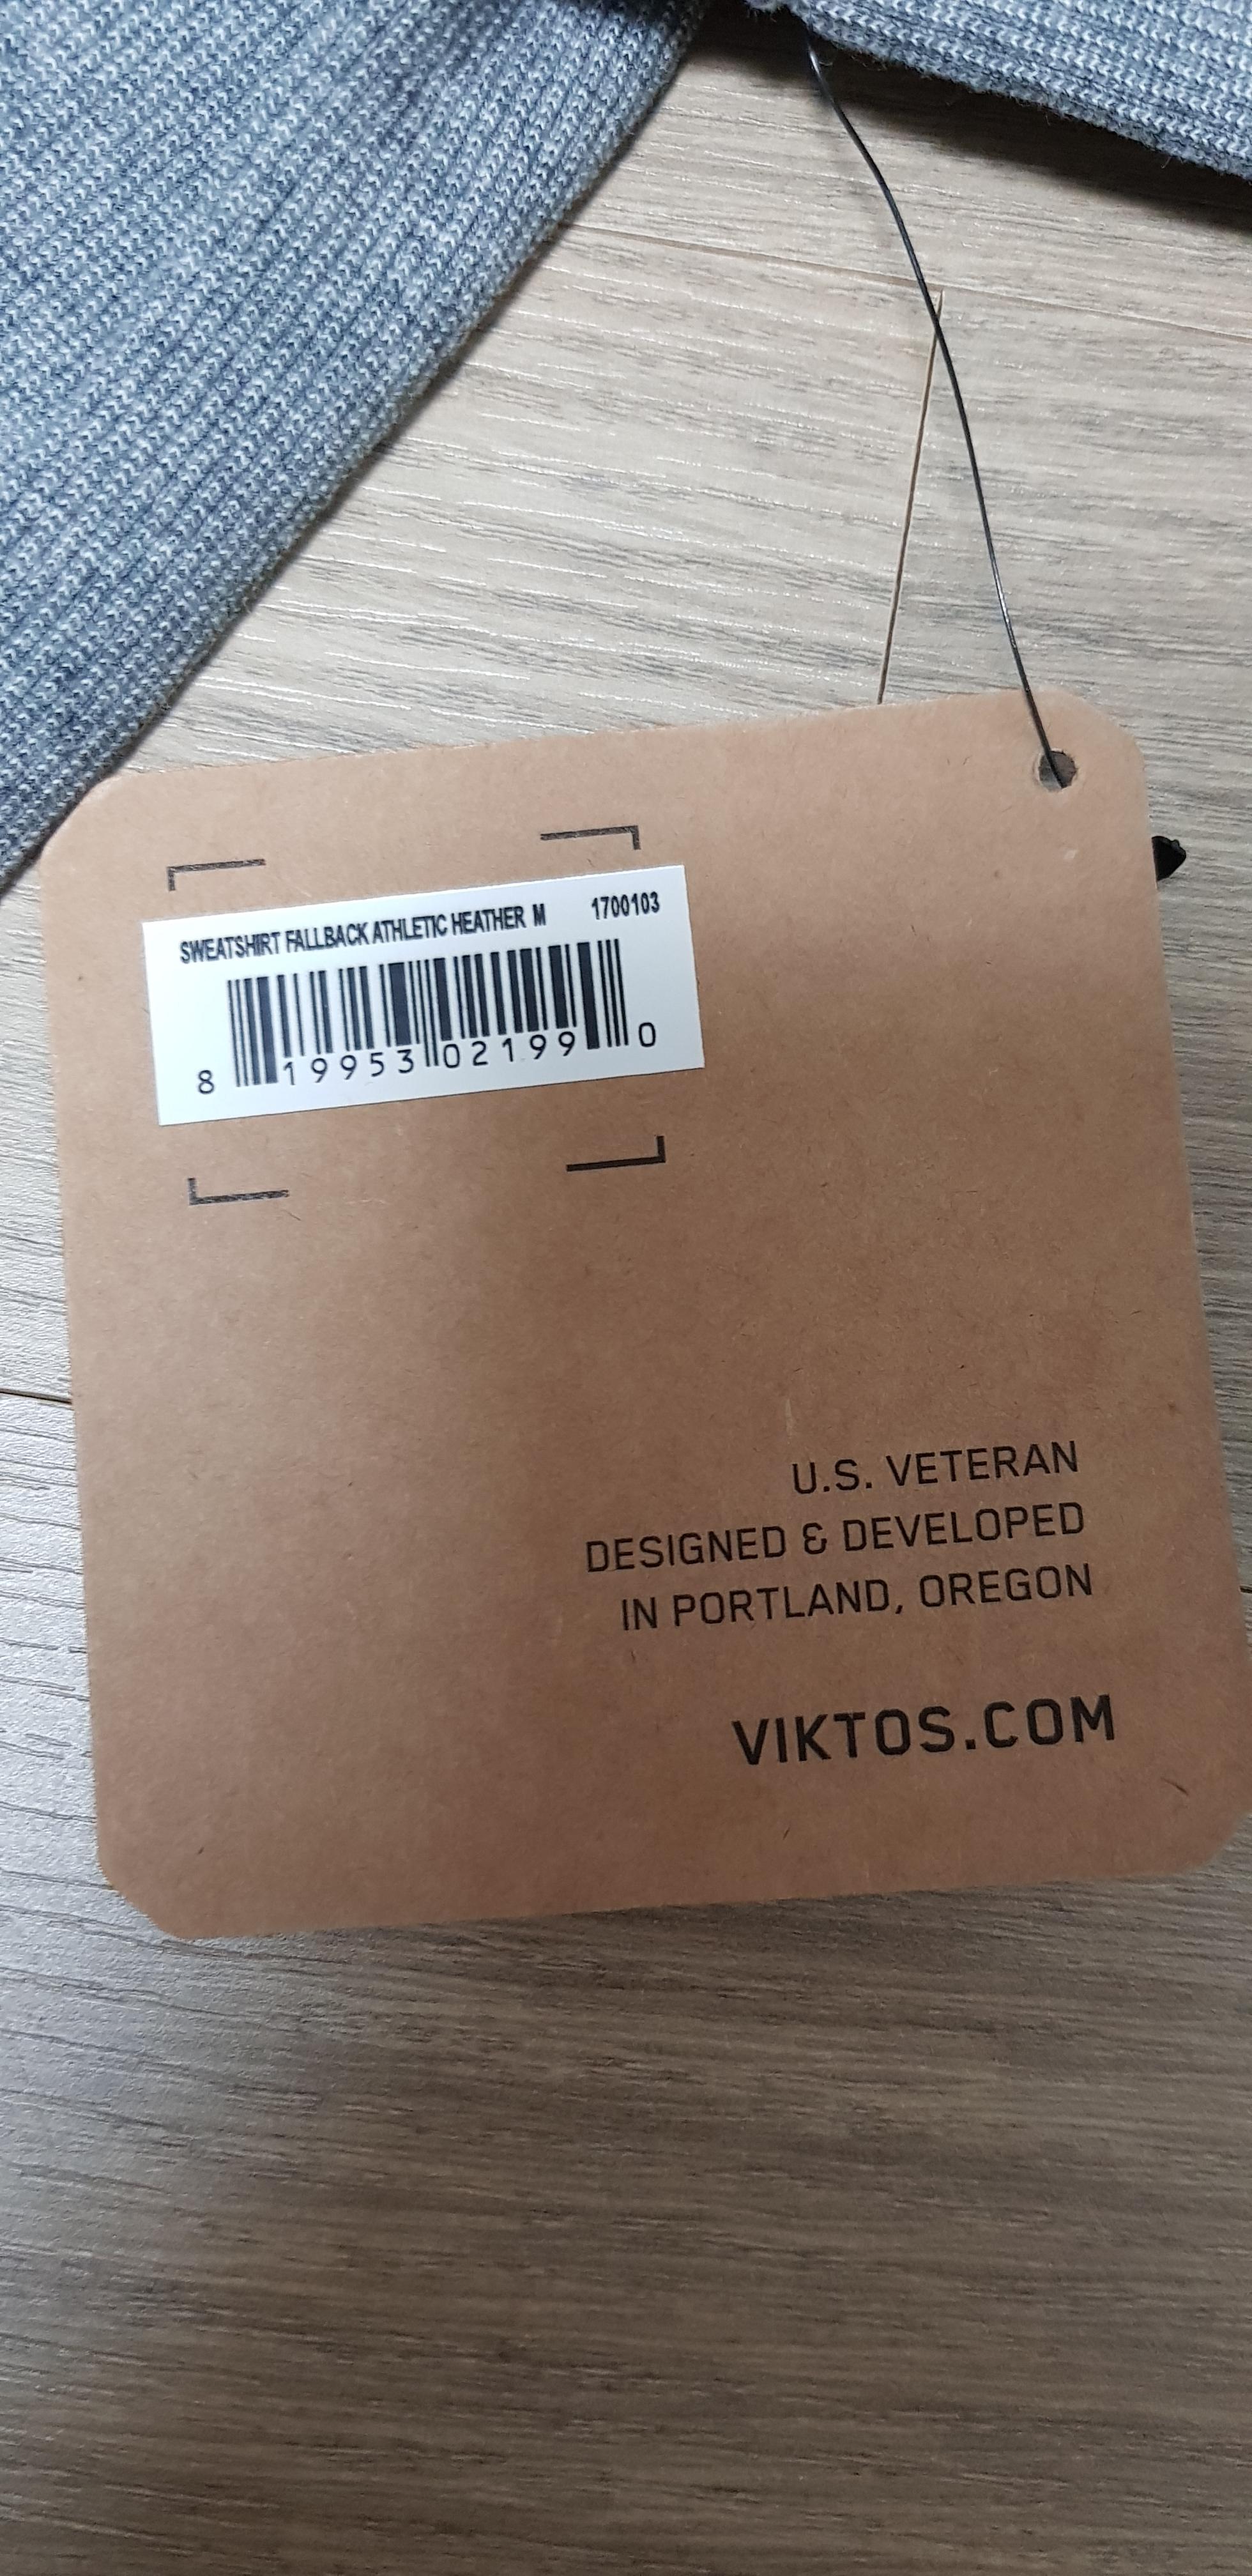 SWEATSHIRT FALLBACK ATHLETIC HEATHER M 1700103
8 19953 02199 0
U.S. VETERAN
DESIGNED & DEVELOPED
IN PORTLAND, OREGON
VIKTOS.COM